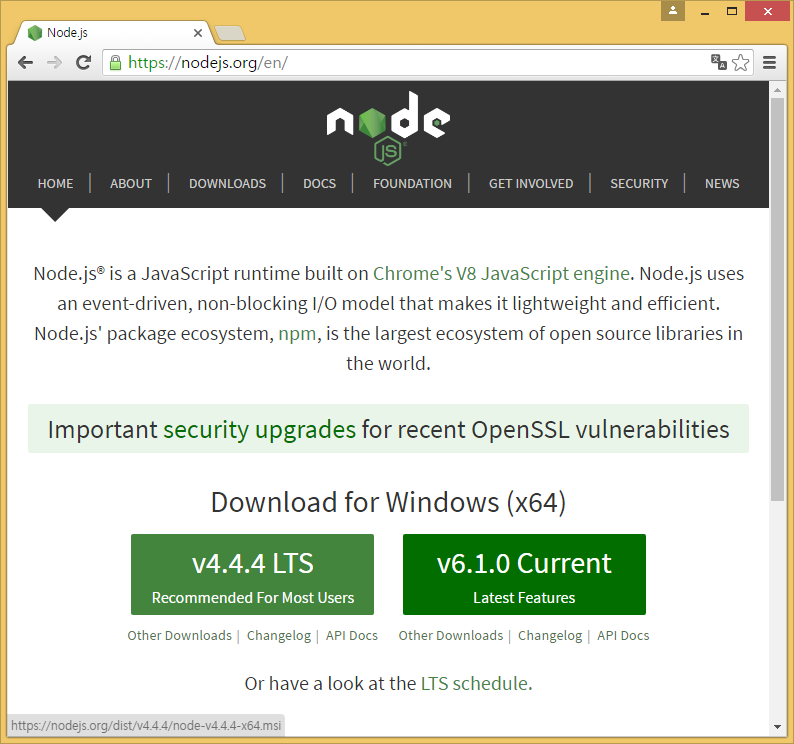 Node.js
https://nodejs.org/en/
node
JS
HOME | ABOUT | DOWNLOADS | DOCS | FOUNDATION | GET INVOLVED | SECURITY | NEWS
Node.js® is a JavaScript runtime built on Chrome's V8 JavaScript engine. Node.js uses
an event-driven, non-blocking I/O model that makes it lightweight and efficient.
Node.js' package ecosystem, npm, is the largest ecosystem of open source libraries in
the world.
Important security upgrades for recent OpenSSL vulnerabilities
Download for Windows (x64)
v4.4.4 LTS
Recommended For Most Users
v6.1.0 Current
Latest Features
Other Downloads | Changelog | API Docs
Other Downloads | Changelog | API Docs
Or have a look at the LTS schedule.
https://nodejs.org/dist/v4.4.4/node-v4.4.4-x64.msi